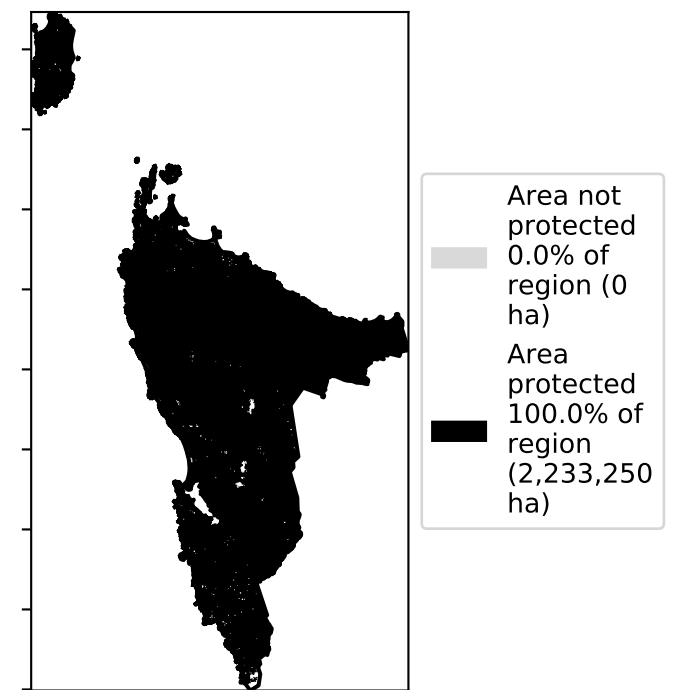 Area not
protected
0.0% of
region (0
ha)
Area
protected
100.0% of
region
(2,233,250
ha)